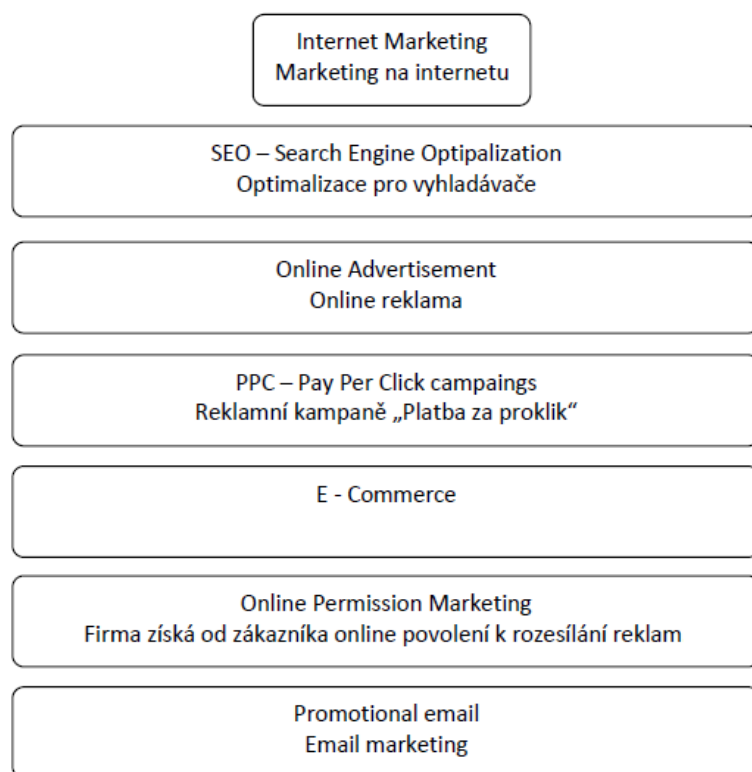 Internet Marketing
Marketing na internetu
SEO – Search Engine Optipalization
Optimalizace pro vyhladávače
Online Advertisement
Online reklama
PPC – Pay Per Click campaings
Reklamní kampaně „Platba za proklik“
E - Commerce
Online Permission Marketing
Firma získá od zákazníka online povolení k rozesílání reklam
Promotional email
Email marketing